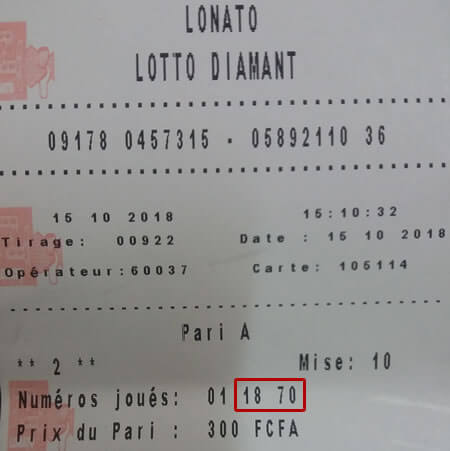 LONATO
LOTTO DIAMANT
09178 0457315 - 05892110 36
15 10 2018 15:10:32
Tirage: 00922 Date : 15 10 2018
Opérateur:60037 Carte: 105114
Pari A
** 2 ** Mise: 10
Numéros joués: 01 18 70
Prix du Pari : 300 FCFA